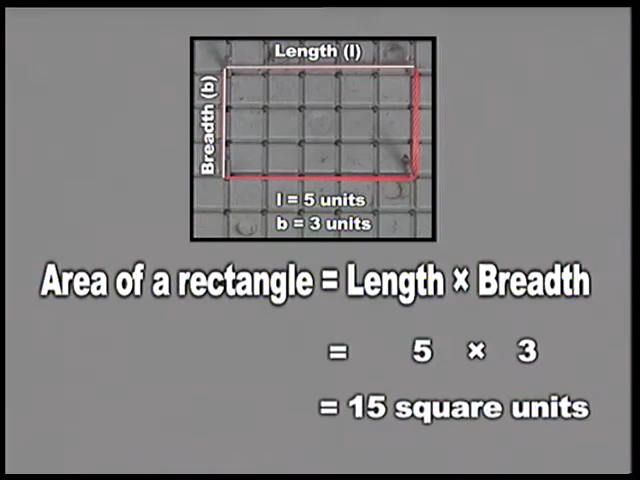 Length (l)
Breadth (b)
l = 5 units
b = 3 units
Area of a rectangle = Length × Breadth
= 5 × 3
= 15 square units